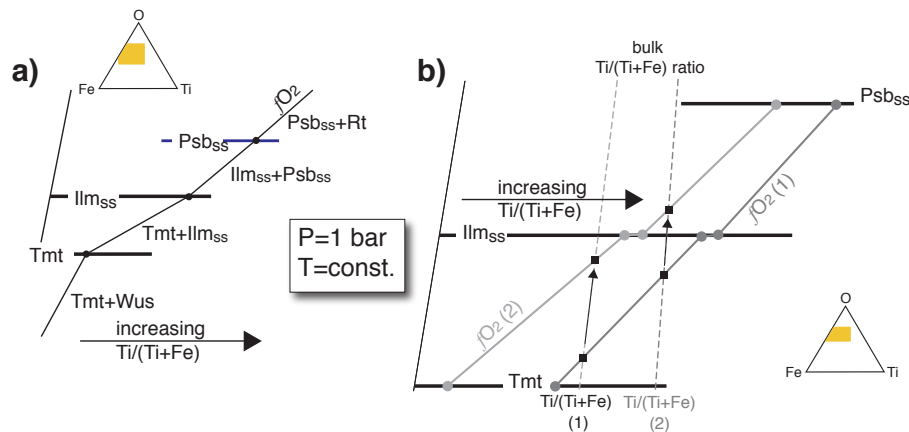 a)
O
Fe
Ti
fO2
Psbss+Rt
Psbss
Ilmss+Psbss
Ilmss
Tmt+Ilmss
Tmt
Tmt+Wus
increasing
Ti/(Ti+Fe)
P=1 bar
T=const.
b)
bulk
Ti/(Ti+Fe) ratio
Psbss
increasing
Ti/(Ti+Fe)
fO2 (1)
Ilmss
fO2 (2)
Tmt
Ti/(Ti+Fe)
(1)
Ti/(Ti+Fe)
(2)
O
Fe
Ti